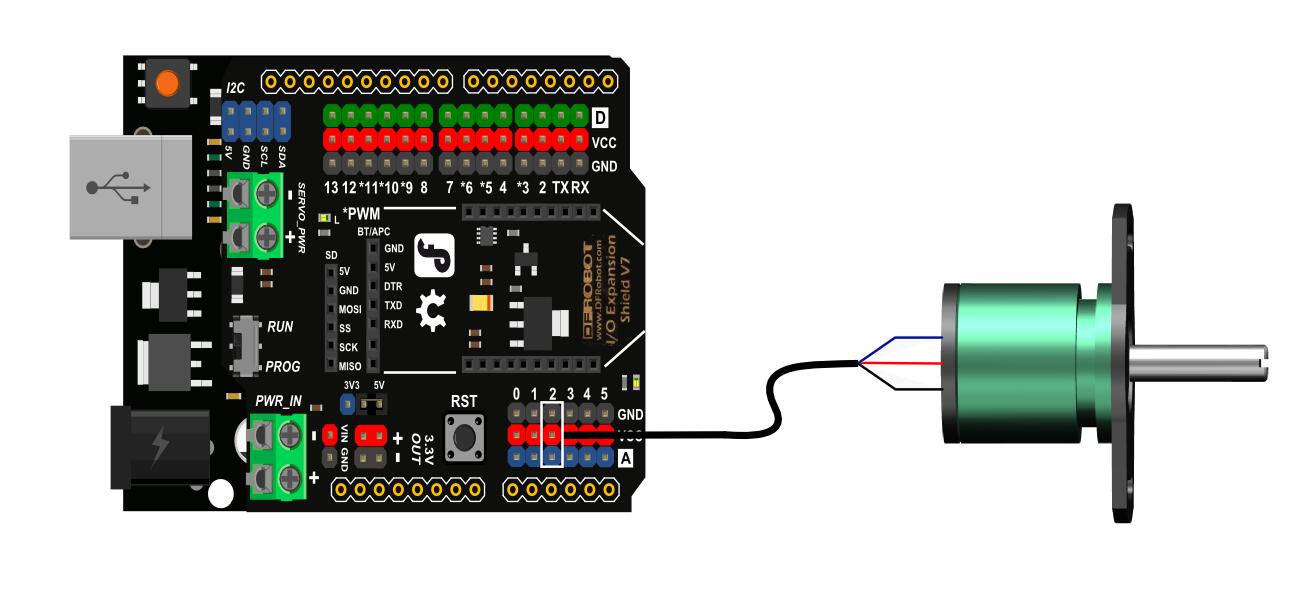 I2C
5V GND SCL SDA
SERVO_PWR
-
+
D
VCC
GND
13 12 *11 *10 *9 8 7 *6 *5 4 *3 2 TX RX
L *PWM
BT/APC
GND
5V
DTR
TXD
RXD
SD
5V
GND
MOSI
SS
SCK
MISO
DFROBOT
www.DFRobot.com
I/O Expansion
Shield V7
RUN
PROG
3V3 5V
PWR_IN
-
+
VIN GND
+
-
3.3V
OUT
RST
0 1 2 3 4 5
GND
A